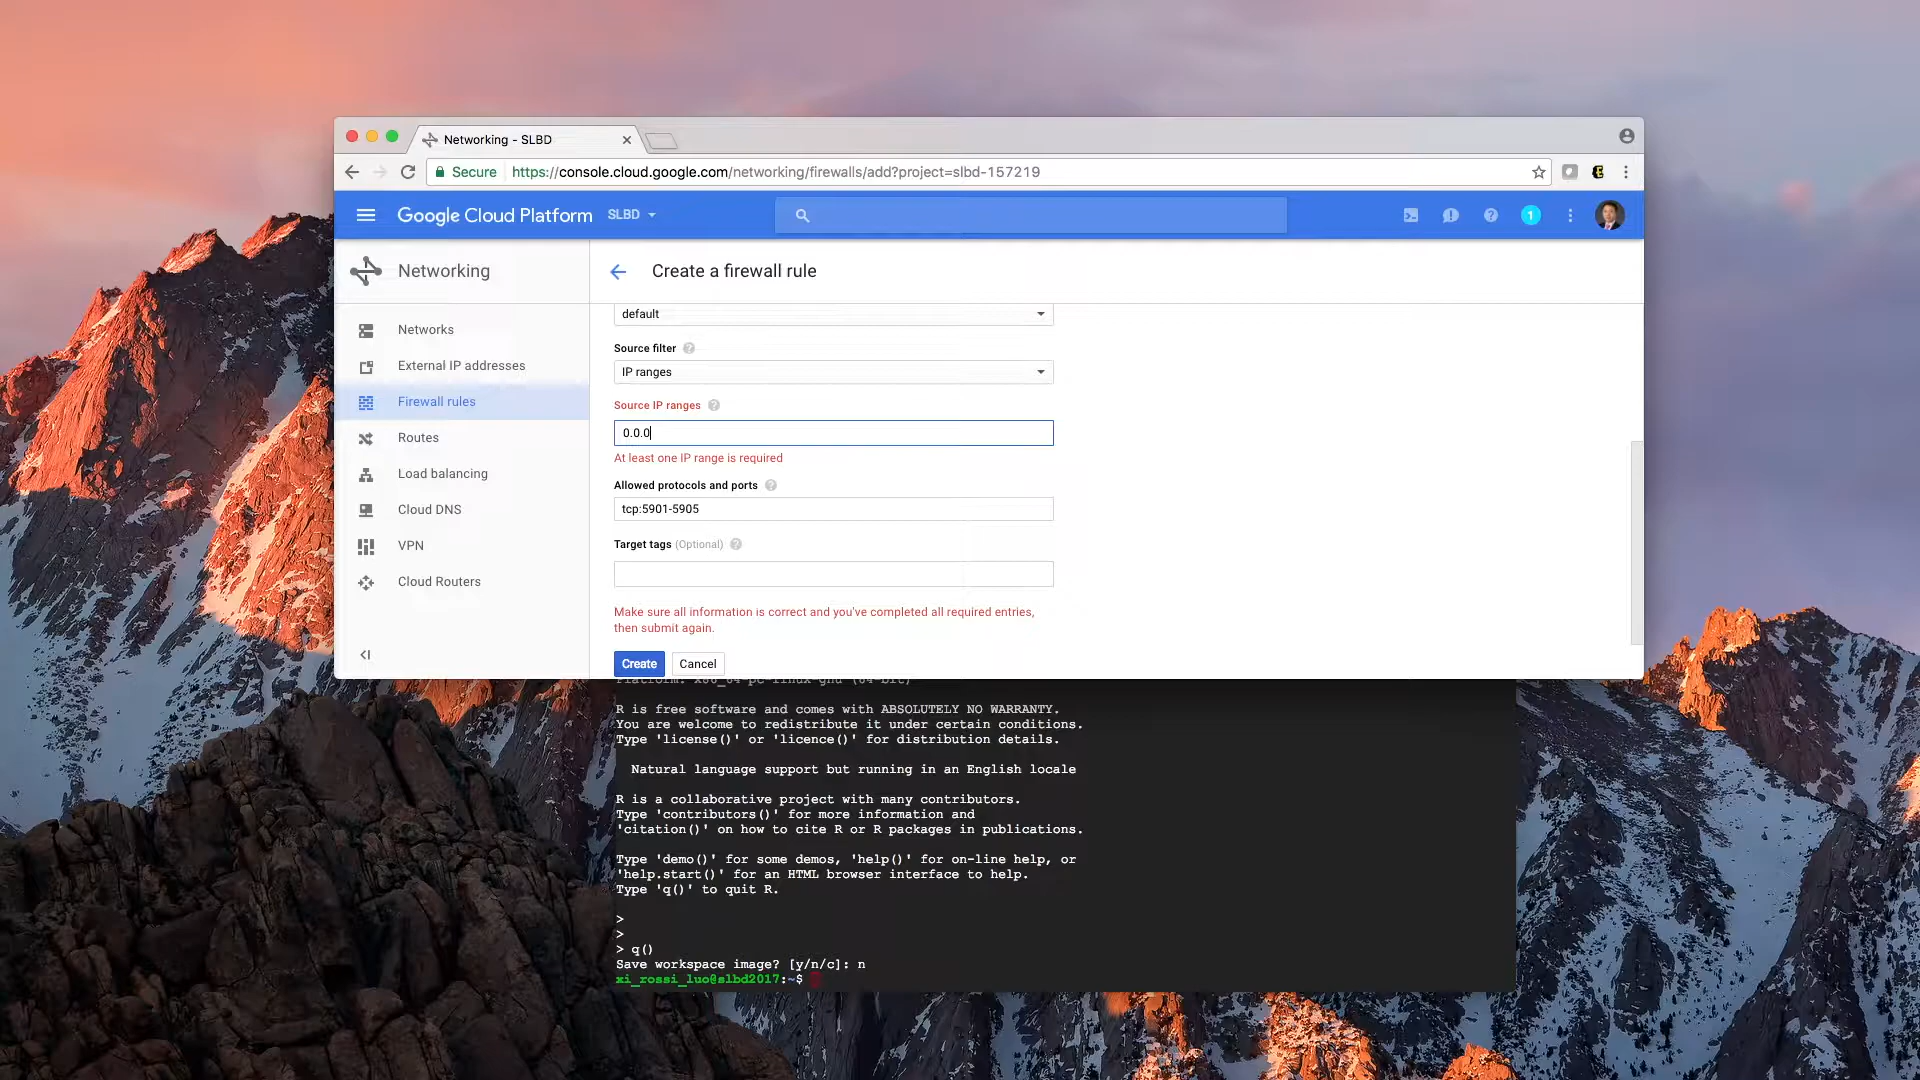 Networking - SLBD
Secure https://console.cloud.google.com/networking/firewalls/add?project=slbd-157219
Google Cloud Platform SLBD
1
Networking
Create a firewall rule
Networks
External IP addresses
Firewall rules
Routes
Load balancing
Cloud DNS
VPN
Cloud Routers
default
Source filter
IP ranges
Source IP ranges
0.0.0
At least one IP range is required
Allowed protocols and ports
tcp:5901-5905
Target tags (Optional)
Make sure all information is correct and you've completed all required entries,
then submit again.
Create Cancel
Platform: x86_64-pc-linux-gnu (64-bit)
R is free software and comes with ABSOLUTELY NO WARRANTY.
You are welcome to redistribute it under certain conditions.
Type 'license()' or 'licence()' for distribution details.
Natural language support but running in an English locale
R is a collaborative project with many contributors.
Type 'contributors()' for more information and
'citation()' on how to cite R or R packages in publications.
Type 'demo()' for some demos, 'help()' for on-line help, or
'help.start()' for an HTML browser interface to help.
Type 'q()' to quit R.
>
>
> q()
Save workspace image? [y/n/c]: n
xi_rossi_luo@slbd2017:~$